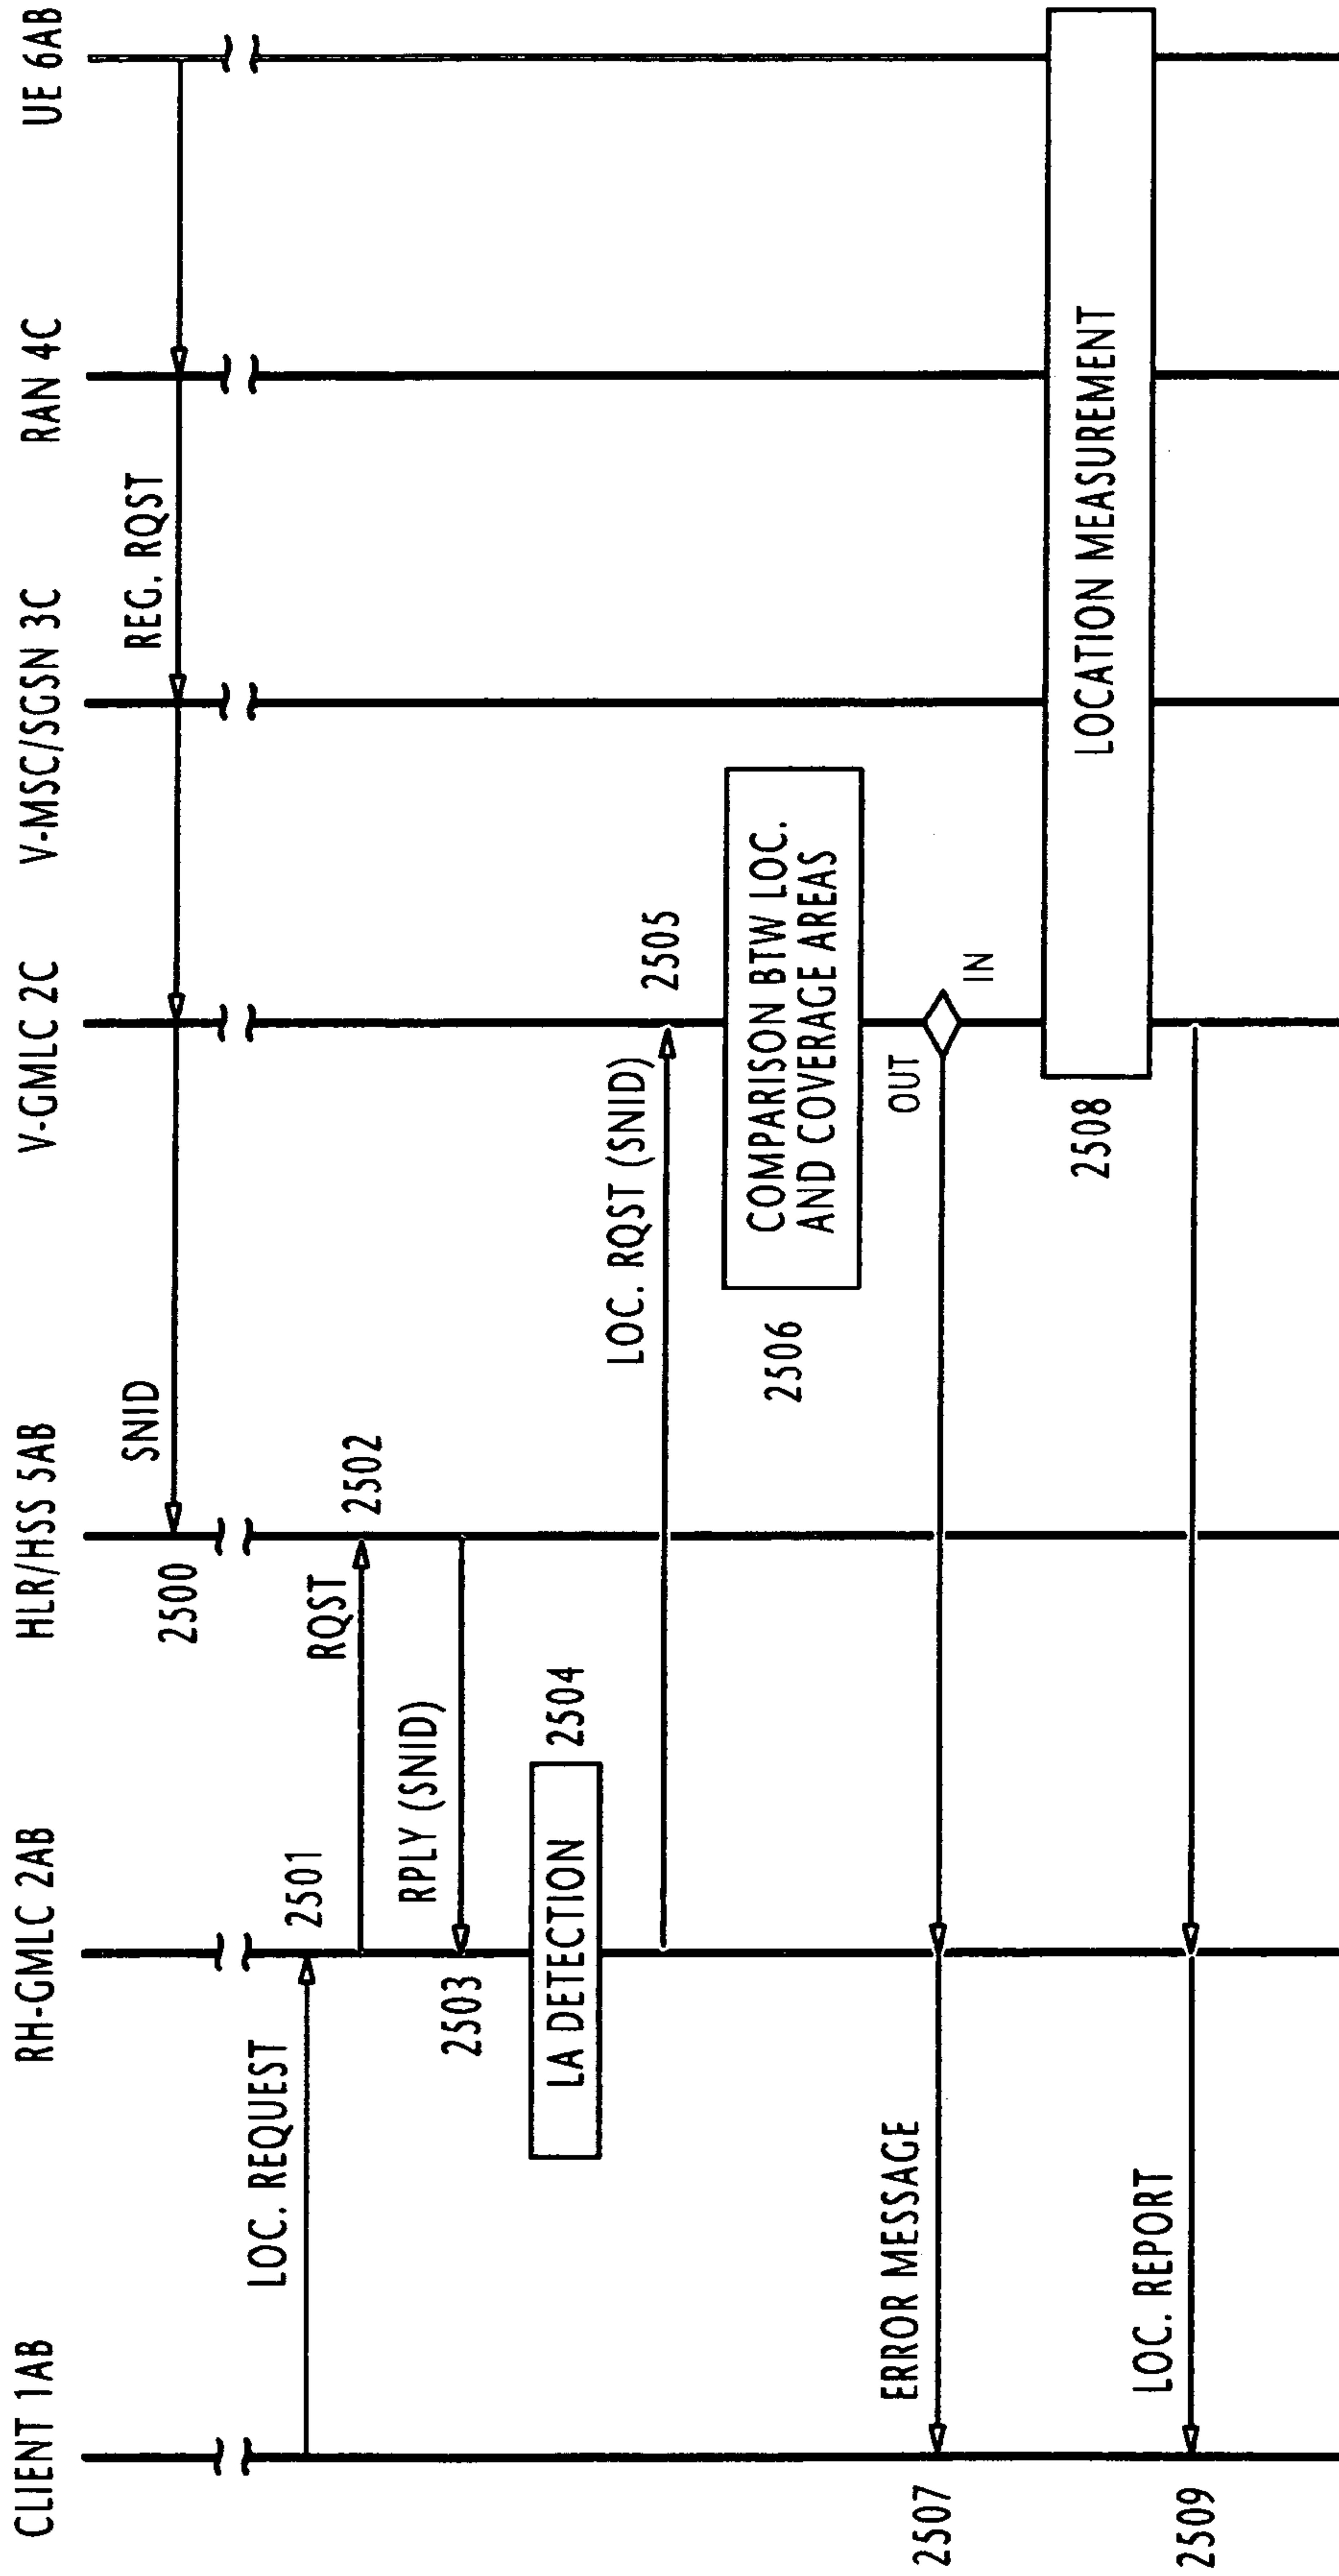 CLIENT 1AB
RH-GMLC 2AB
HLR/HSS 5AB
V-GMLC 2C
V-MSC/SGSN 3C
RAN 4C
UE 6AB
SNID
REG. RQST
2500
LOC. REQUEST
2501
RQST
2502
RPLY (SNID)
2503
LA DETECTION
2504
LOC. RQST (SNID)
2505
2506
COMPARISON BTW LOC.
AND COVERAGE AREAS
OUT
IN
ERROR MESSAGE
2507
2508
LOCATION MEASUREMENT
LOC. REPORT
2509